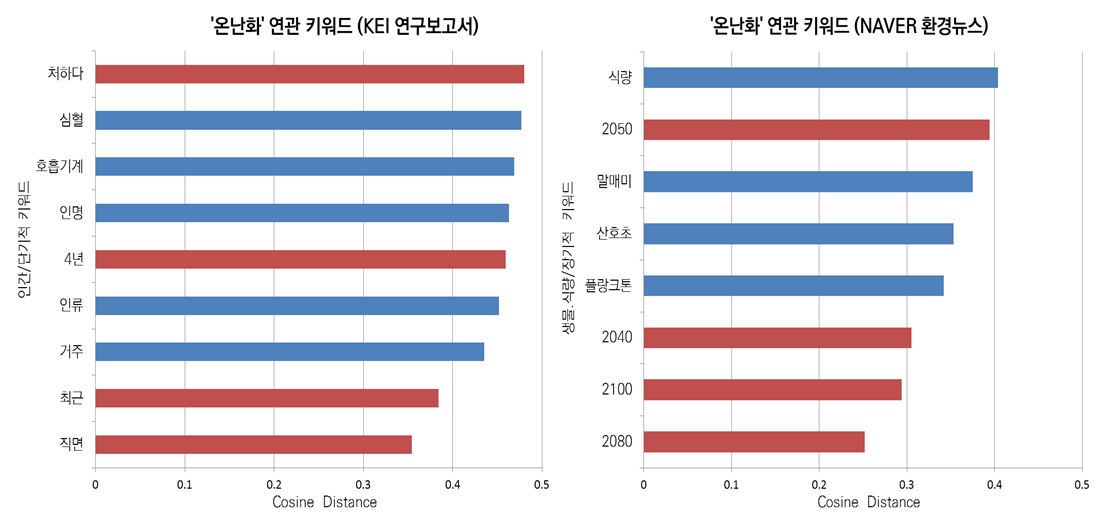 '온난화' 연관 키워드 (KEI 연구보고서)
인간/단기적 키워드
처하다
심혈
호흡기계
인명
4년
인류
거주
최근
직면
0 0.1 0.2 0.3 0.4 0.5
Cosine Distance
'온난화' 연관 키워드 (NAVER 환경뉴스)
생물.식량/장기적 키워드
식량
2050
말매미
산호초
플랑크톤
2040
2100
2080
0 0.1 0.2 0.3 0.4 0.5
Cosine Distance